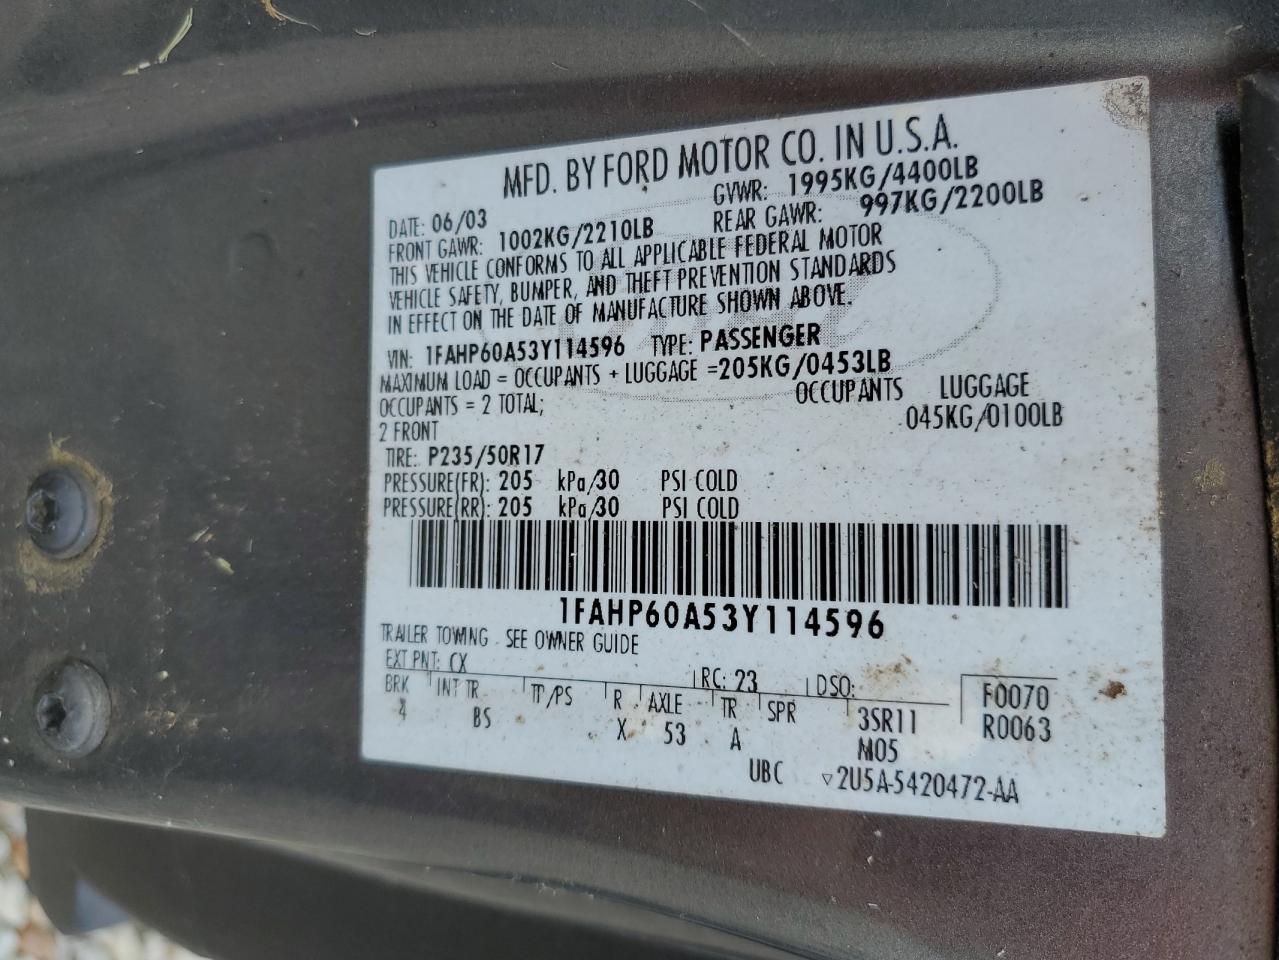 MFD. BY FORD MOTOR CO. IN U.S.A.
DATE: 06/03 GVWR: 1995KG/4400LB
FRONT GAWR: 1002KG/2210LB REAR GAWR: 997KG/2200LB
THIS VEHICLE CONFORMS TO ALL APPLICABLE FEDERAL MOTOR
VEHICLE SAFETY, BUMPER, AND THEFT PREVENTION STANDARDS
IN EFFECT ON THE DATE OF MANUFACTURE SHOWN ABOVE.
VIN: 1FAHP60A53Y114596 TYPE: PASSENGER
MAXIMUM LOAD = OCCUPANTS + LUGGAGE =205KG/0453LB
OCCUPANTS = 2 TOTAL; OCCUPANTS LUGGAGE
2 FRONT 045KG/0100LB
TIRE: P235/50R17
PRESSURE(FR): 205 kPa/30 PSI COLD
PRESSURE(RR): 205 kPa/30 PSI COLD
1FAHP60A53Y114596
TRAILER TOWING - SEE OWNER GUIDE
EXT PNT: CX RC: 23 DSO:
BRK INT TR TP/PS R AXLE TR SPR F0070
4 BS X 53 A 3SR11 R0063
M05
UBC ▽2U5A-5420472-AA